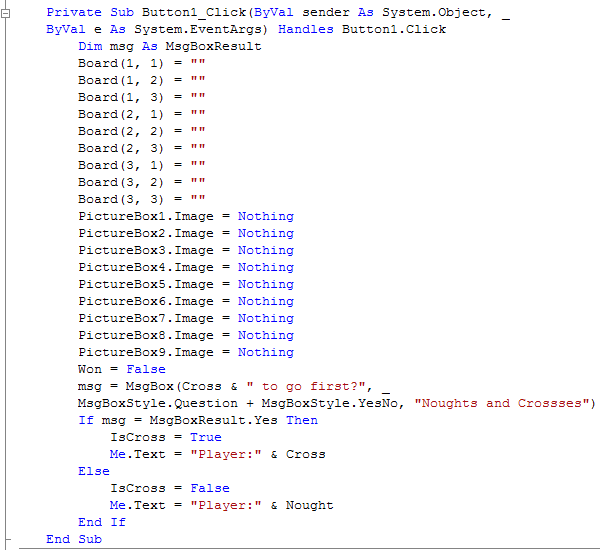 Private Sub Button1_Click(ByVal sender As System.Object, _
ByVal e As System.EventArgs) Handles Button1.Click
Dim msg As MsgBoxResult
Board(1, 1) = ""
Board(1, 2) = ""
Board(1, 3) = ""
Board(2, 1) = ""
Board(2, 2) = ""
Board(2, 3) = ""
Board(3, 1) = ""
Board(3, 2) = ""
Board(3, 3) = ""
PictureBox1.Image = Nothing
PictureBox2.Image = Nothing
PictureBox3.Image = Nothing
PictureBox4.Image = Nothing
PictureBox5.Image = Nothing
PictureBox6.Image = Nothing
PictureBox7.Image = Nothing
PictureBox8.Image = Nothing
PictureBox9.Image = Nothing
Won = False
msg = MsgBox(Cross & " to go first?", _
MsgBoxStyle.Question + MsgBoxStyle.YesNo, "Noughts and Crossses")
If msg = MsgBoxResult.Yes Then
IsCross = True
Me.Text = "Player:" & Cross
Else
IsCross = False
Me.Text = "Player:" & Nought
End If
End Sub